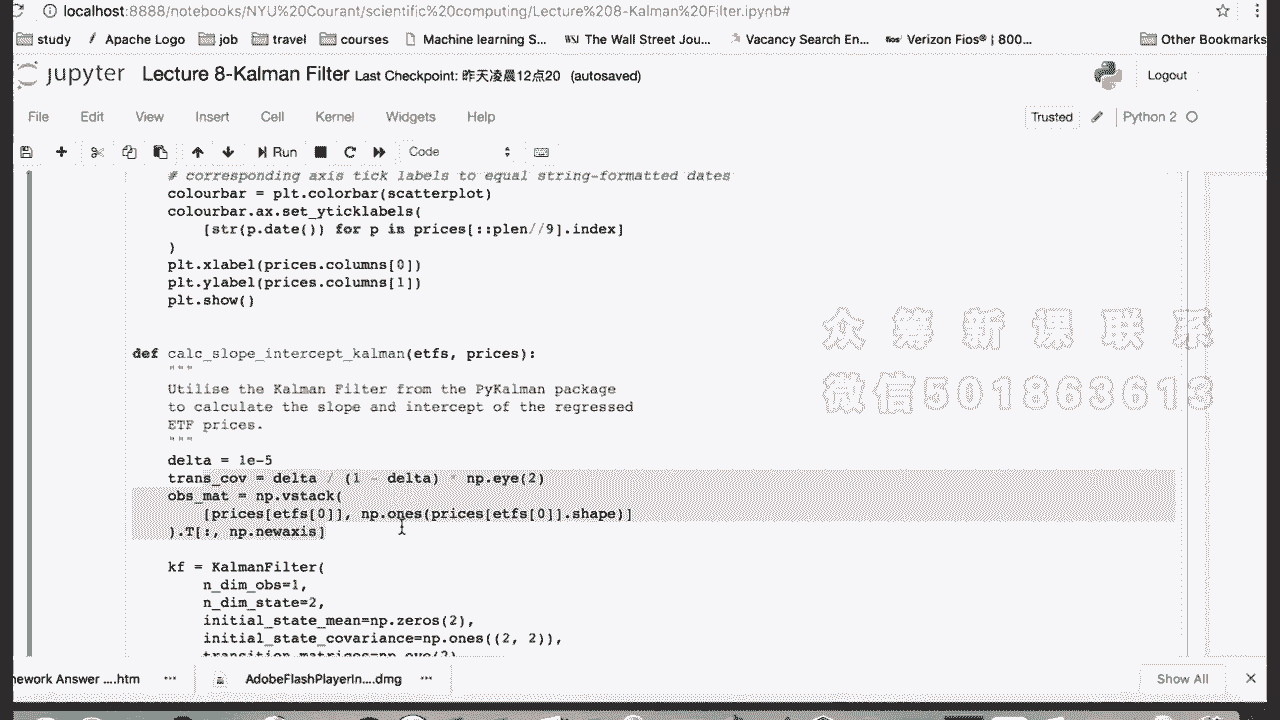 localhost:8888/notebooks/NYU%20Courant/scientific%20computing/Lecture%208-Kalman%20Filter.ipynb#
study Apache Logo job travel courses Machine learning S... WSJ The Wall Street Jou... Vacancy Search En... Verizon Fios® | 800... Other Bookmarks
jupyter Lecture 8-Kalman Filter Last Checkpoint: 昨天凌晨12点20 (autosaved) Logout
File Edit View Insert Cell Kernel Widgets Help Trusted Python 2
Run Code
# corresponding axis tick labels to equal string-formatted dates
colourbar = plt.colorbar(scatterplot)
colourbar.ax.set_yticklabels(
[str(p.date()) for p in prices[::plen//9].index]
)
plt.xlabel(prices.columns[0])
plt.ylabel(prices.columns[1])
plt.show()
众筹新课联系
def calc_slope_intercept_kalman(etfs, prices):
"""
Utilise the Kalman Filter from the PyKalman package
微信501863613
to calculate the slope and intercept of the regressed
ETF prices.
"""
delta = 1e-5
trans_cov = delta / (1 - delta) * np.eye(2)
obs_mat = np.vstack(
[prices[etfs[0]], np.ones(prices[etfs[0]].shape)]
).T[:, np.newaxis]
kf = KalmanFilter(
n_dim_obs=1,
n_dim_state=2,
initial_state_mean=np.zeros(2),
initial_state_covariance=np.ones((2, 2)),
transition_matrices=np.eye(2)
ework Answer ....htm AdobeFlashPlayerIn....dmg Show All